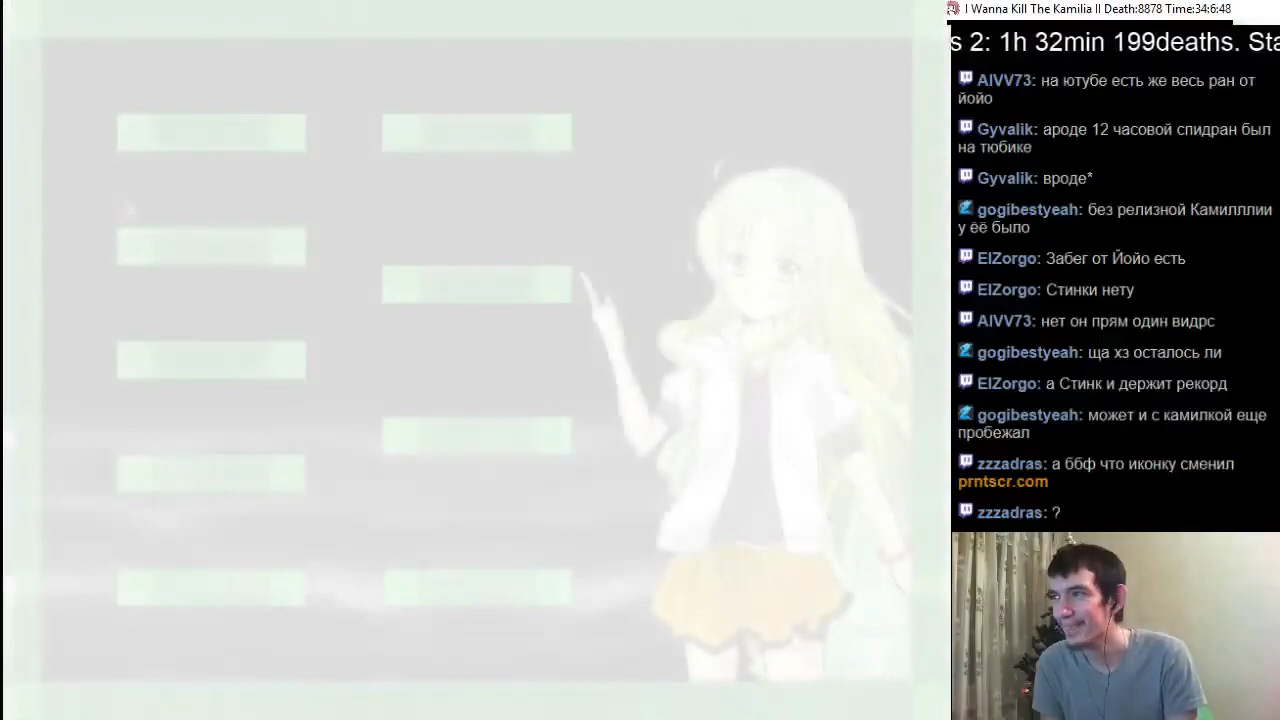 I Wanna Kill The Kamilia II Death:8878 Time:34:6:48
s 2: 1h 32min 199deaths. Sta
AIVV73: на ютубе есть же весь ран от
йойо
Gyvalik: ароде 12 часовой спидран был
на тюбике
Gyvalik: вроде*
gogibestyeah: без релизной Камилллии
у ёё было
ElZorgo: Забег от Йойо есть
ElZorgo: Стинки нету
AIVV73: нет он прям один видрс
gogibestyeah: ща хз осталось ли
ElZorgo: а Стинк и держит рекорд
gogibestyeah: может и с камилкой еще
пробежал
zzzadras: а ббф что иконку сменил
prntscr.com
zzzadras: ?